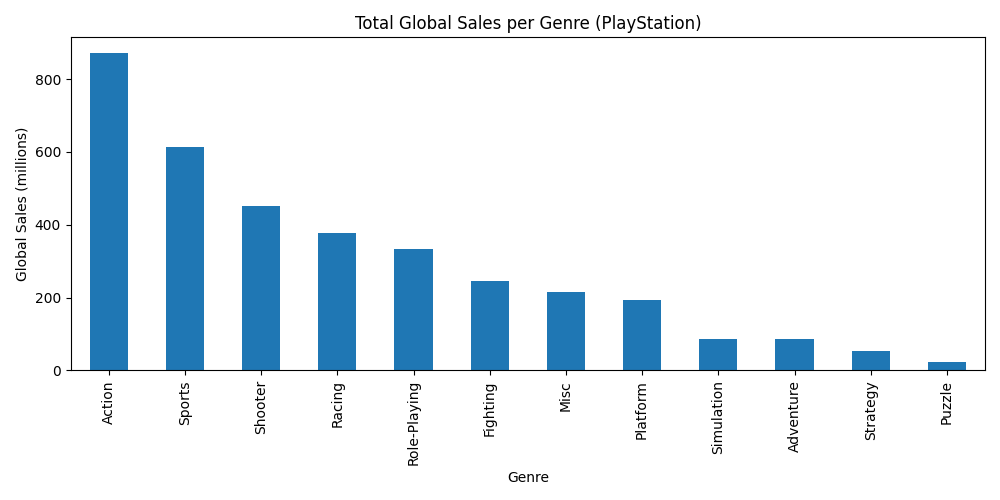 Total Global Sales per Genre (PlayStation)
Global Sales (millions)
800
600
400
200
0
Action
Sports
Shooter
Racing
Role-Playing
Fighting
Misc
Platform
Simulation
Adventure
Strategy
Puzzle
Genre